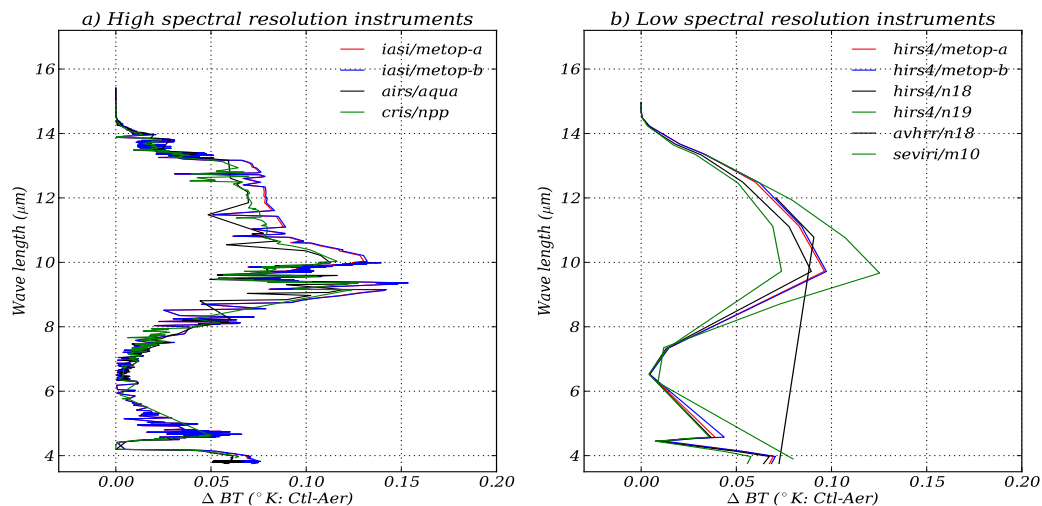 a) High spectral resolution instruments
iasi/metop-a
iasi/metop-b
airs/aqua
cris/npp
16
14
12
10
8
6
4
Wave length (μm)
0.00 0.05 0.10 0.15 0.20
Δ BT (°K: Ctl-Aer)
b) Low spectral resolution instruments
hirs4/metop-a
hirs4/metop-b
hirs4/n18
hirs4/n19
avhrr/n18
seviri/m10
16
14
12
10
8
6
4
Wave length (μm)
0.00 0.05 0.10 0.15 0.20
Δ BT (°K: Ctl-Aer)